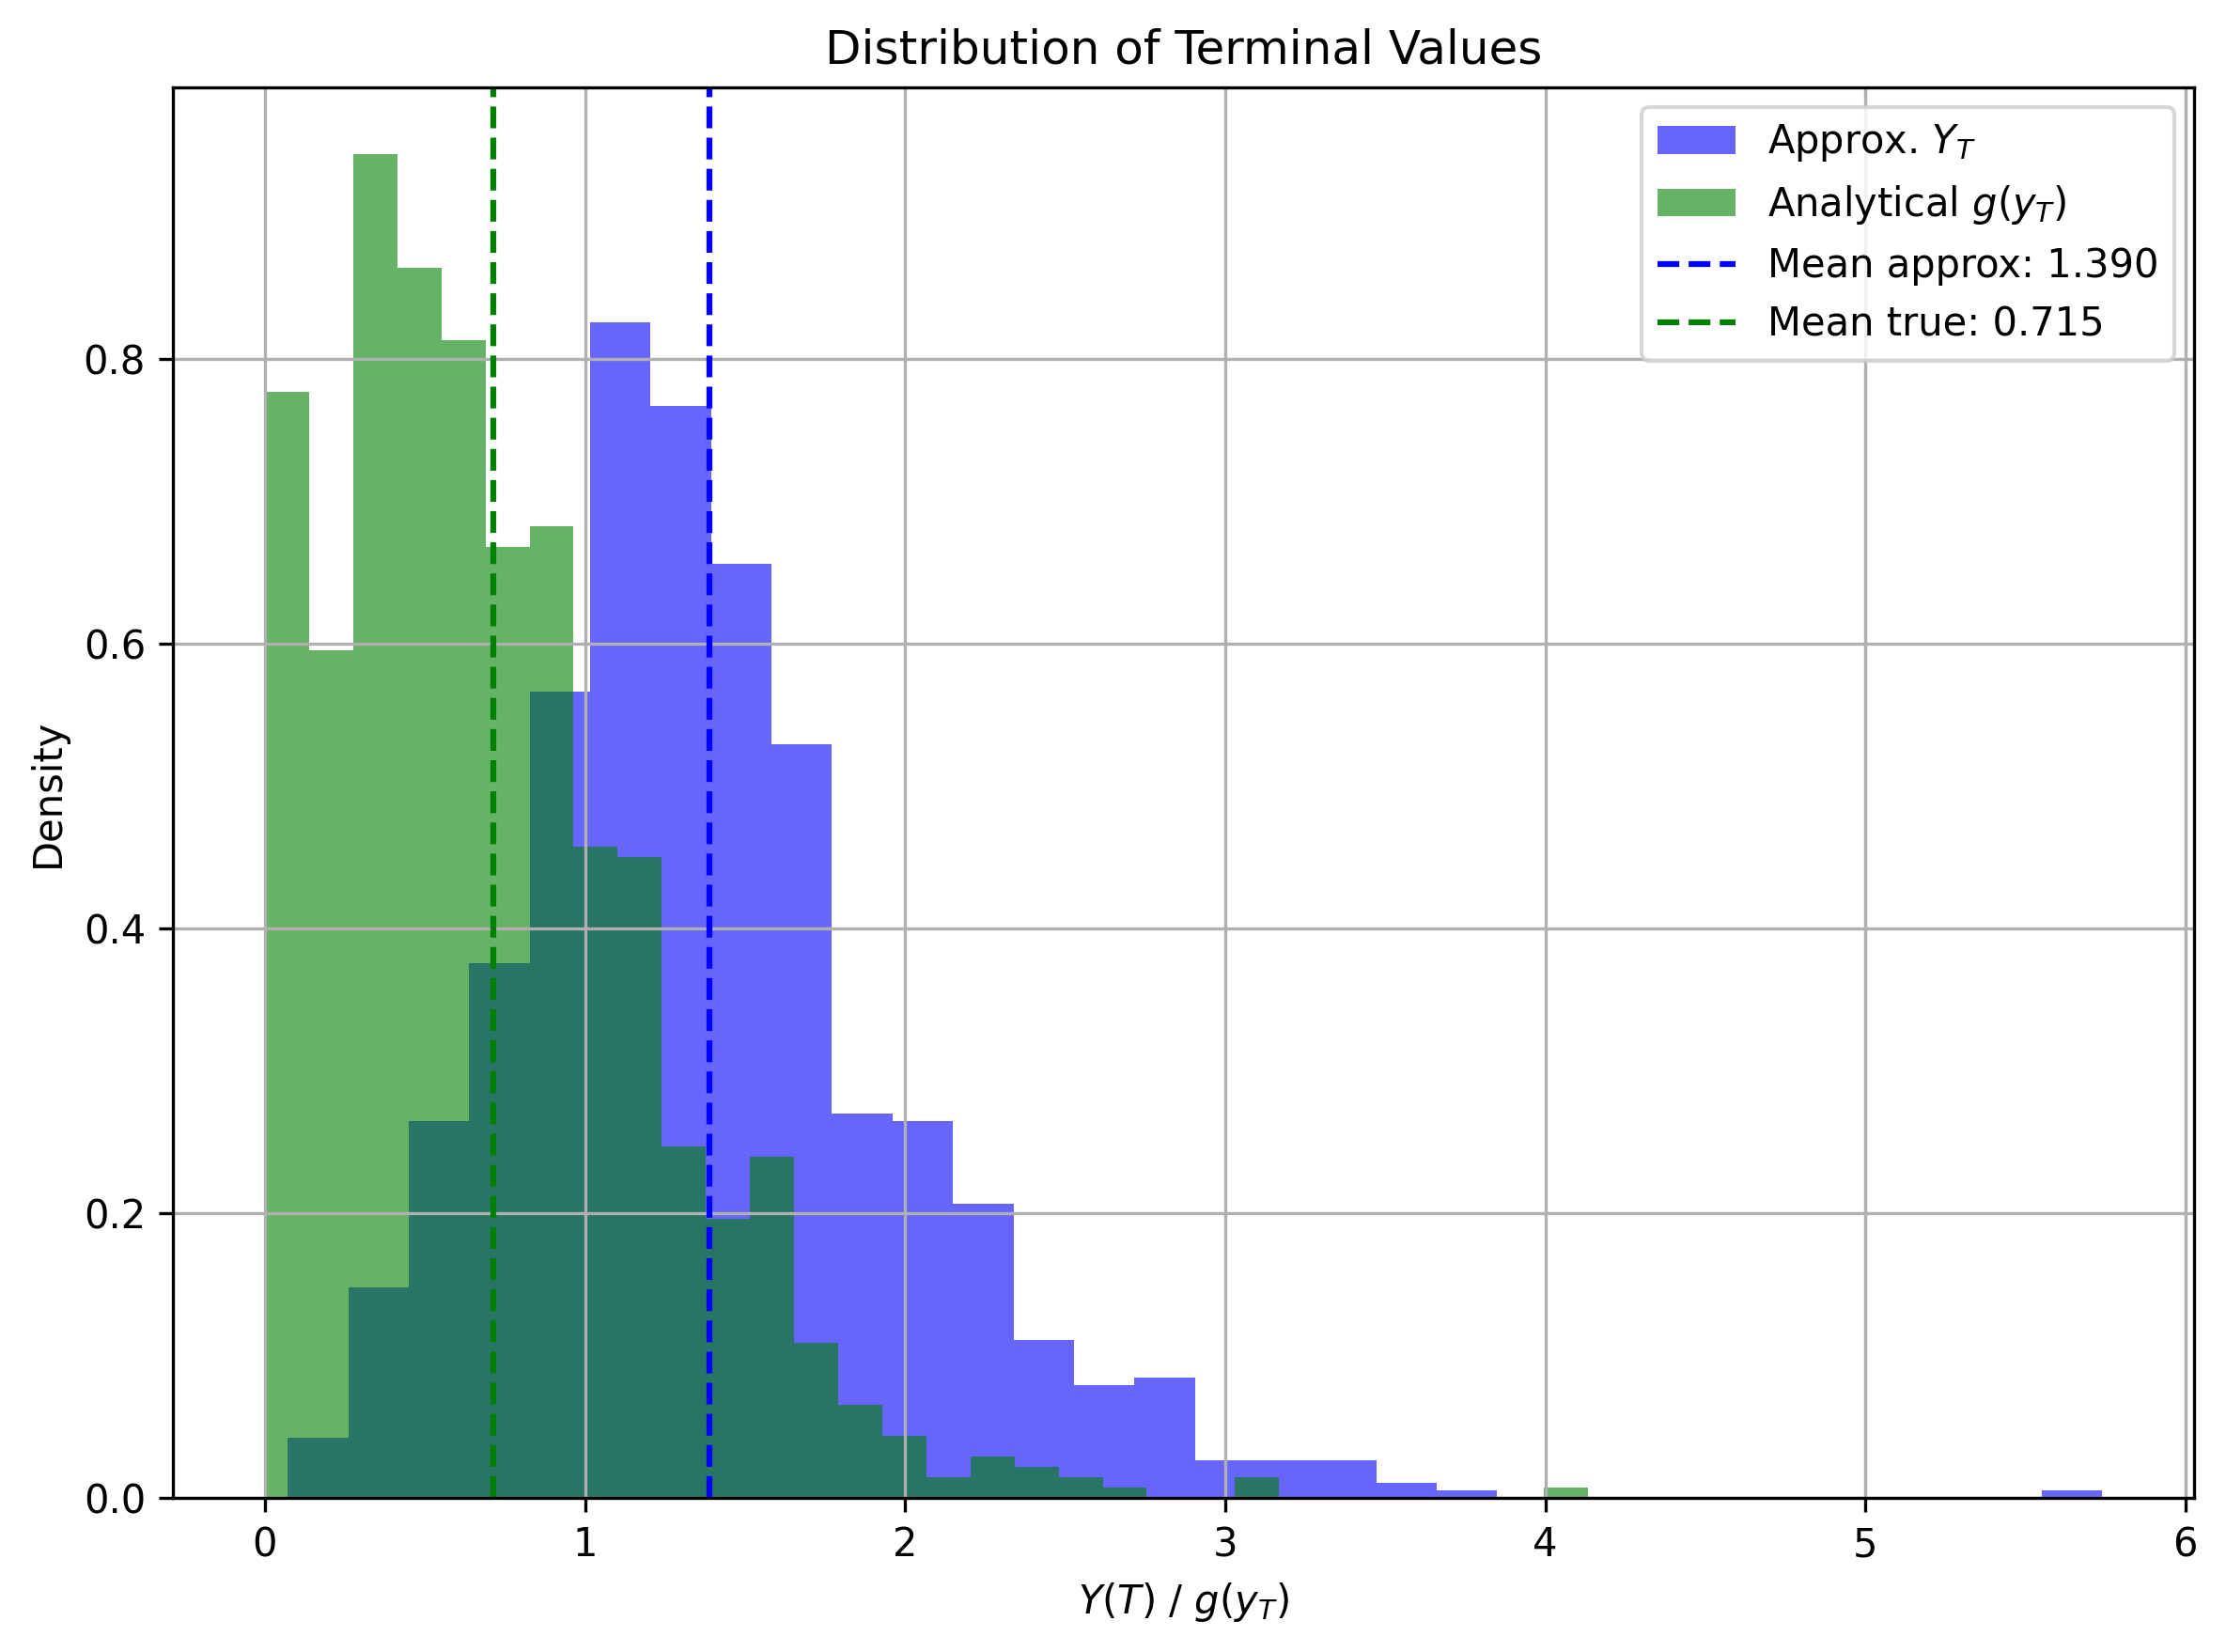 Distribution of Terminal Values
Approx. $Y_T$
Analytical $g(y_T)$
Mean approx: 1.390
Mean true: 0.715
Density
0.8
0.6
0.4
0.2
0.0
0 1 2 3 4 5 6
$Y(T)$ / $g(y_T)$